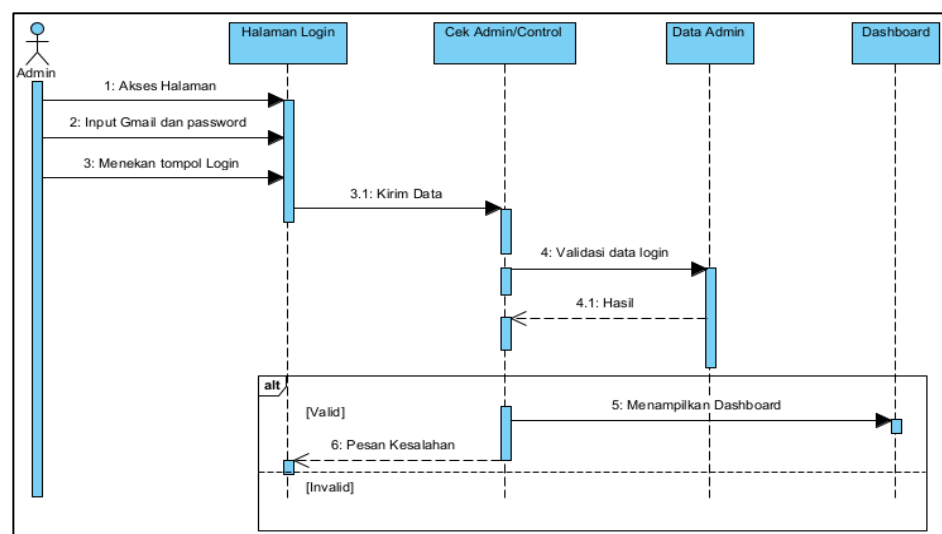 Halaman Login
Cek Admin/Control
Data Admin
Dashboard
Admin
1: Akses Halaman
2: Input Gmail dan password
3: Menekan tompol Login
3.1: Kirim Data
4: Validasi data login
4.1: Hasil
alt
[Valid]
5: Menampilkan Dashboard
6: Pesan Kesalahan
[Invalid]